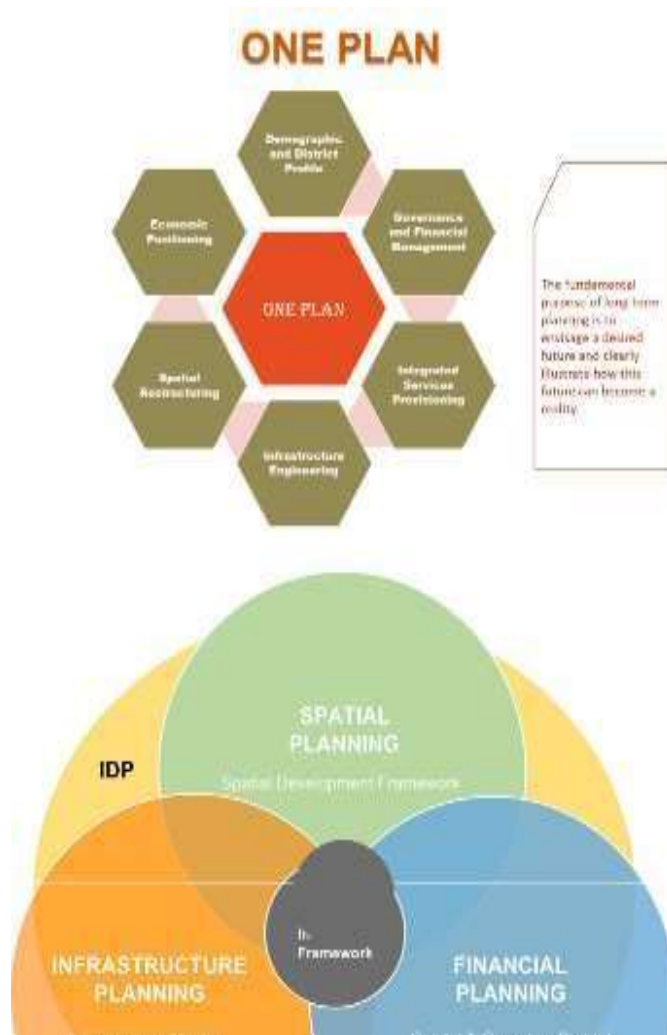 ONE PLAN
Demographic
and District
Profile
Economic
Positioning
Governance
and Financial
Management
ONE PLAN
Spatial
Restructuring
Integrated
Services
Provisioning
Infrastructure
Engineering
The fundamental
purpose of long term
planning is to
envisage a desired
future and clearly
illustrate how this
future can become a
reality
SPATIAL
PLANNING
Spatial Development Framework
IDP
Framework
INFRASTRUCTURE
PLANNING
FINANCIAL
PLANNING